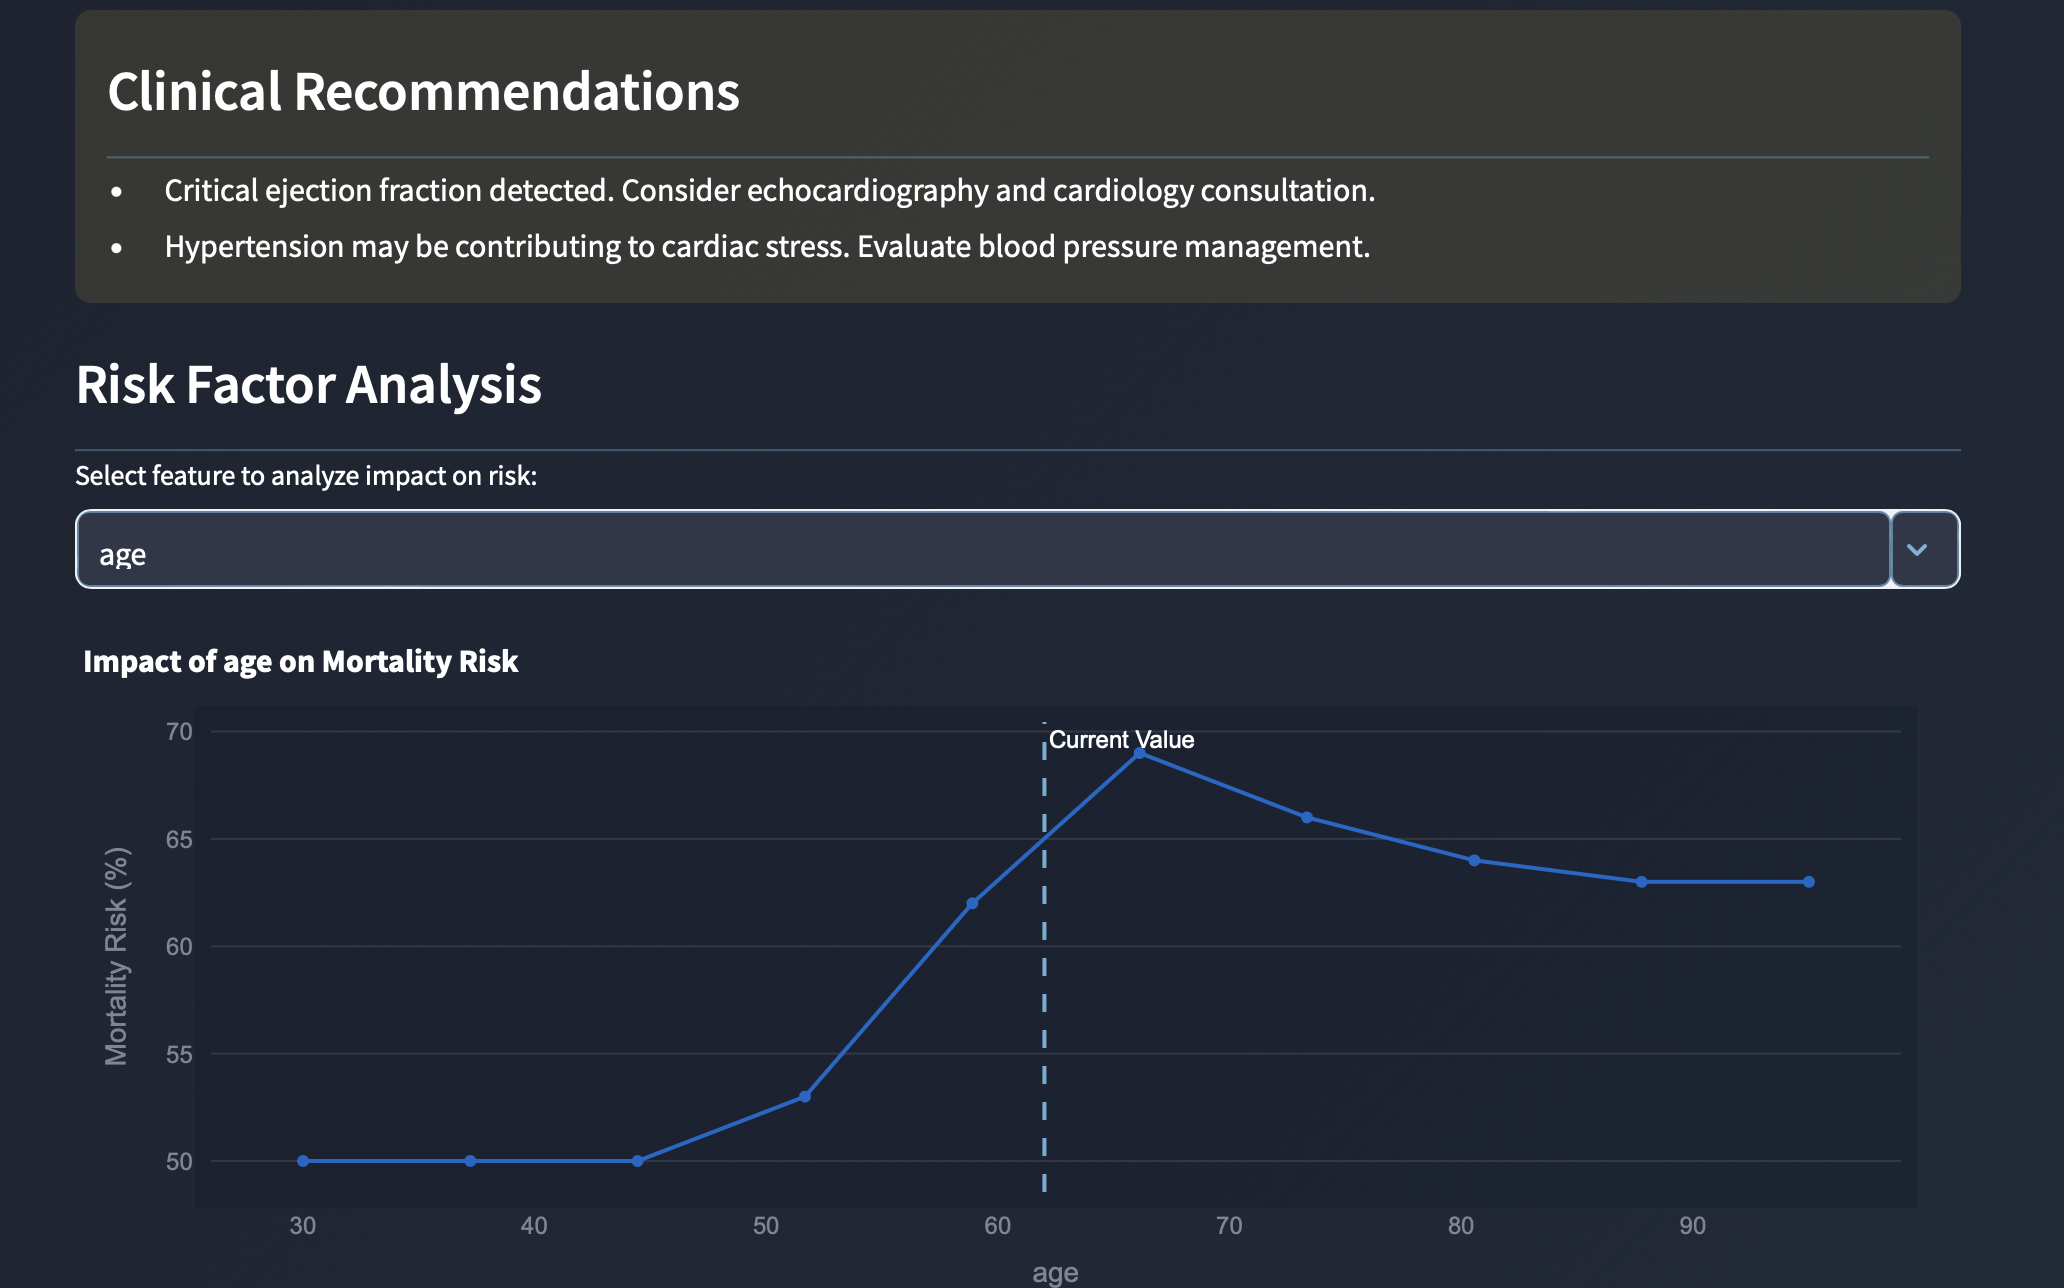 Clinical Recommendations
• Critical ejection fraction detected. Consider echocardiography and cardiology consultation.
• Hypertension may be contributing to cardiac stress. Evaluate blood pressure management.
Risk Factor Analysis
Select feature to analyze impact on risk:
age
Impact of age on Mortality Risk
Current Value
Mortality Risk (%)
70
65
60
55
50
30 40 50 60 70 80 90
age